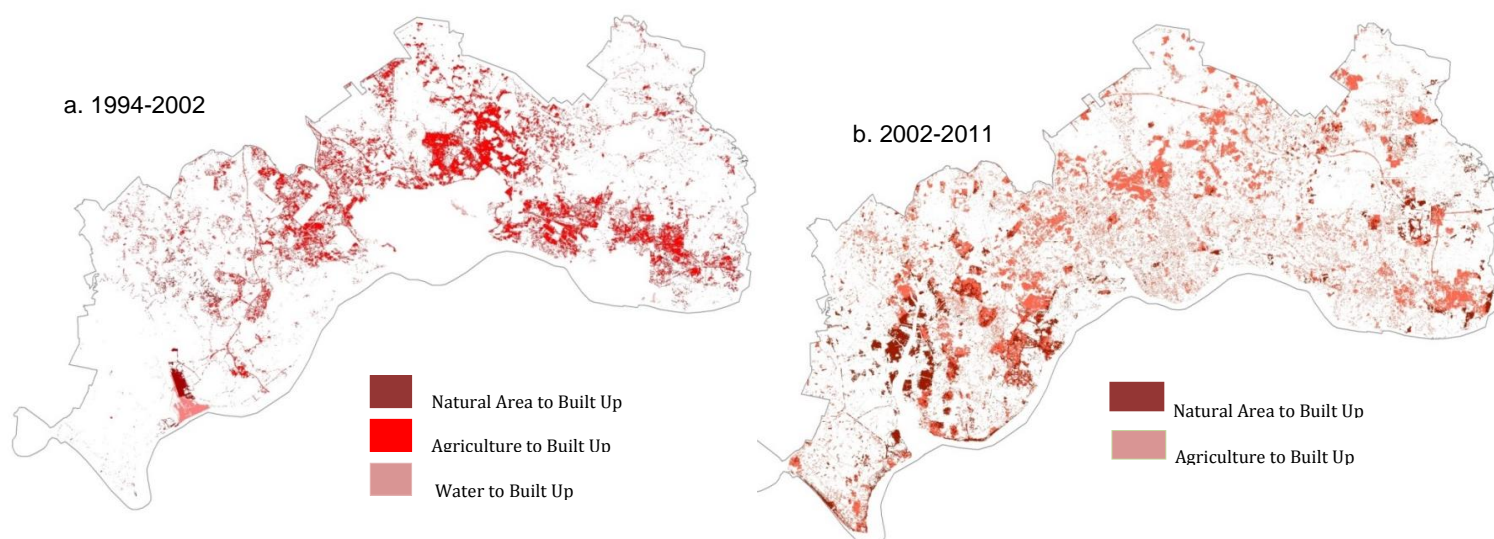 a. 1994-2002
Natural Area to Built Up
Agriculture to Built Up
Water to Built Up
b. 2002-2011
Natural Area to Built Up
Agriculture to Built Up